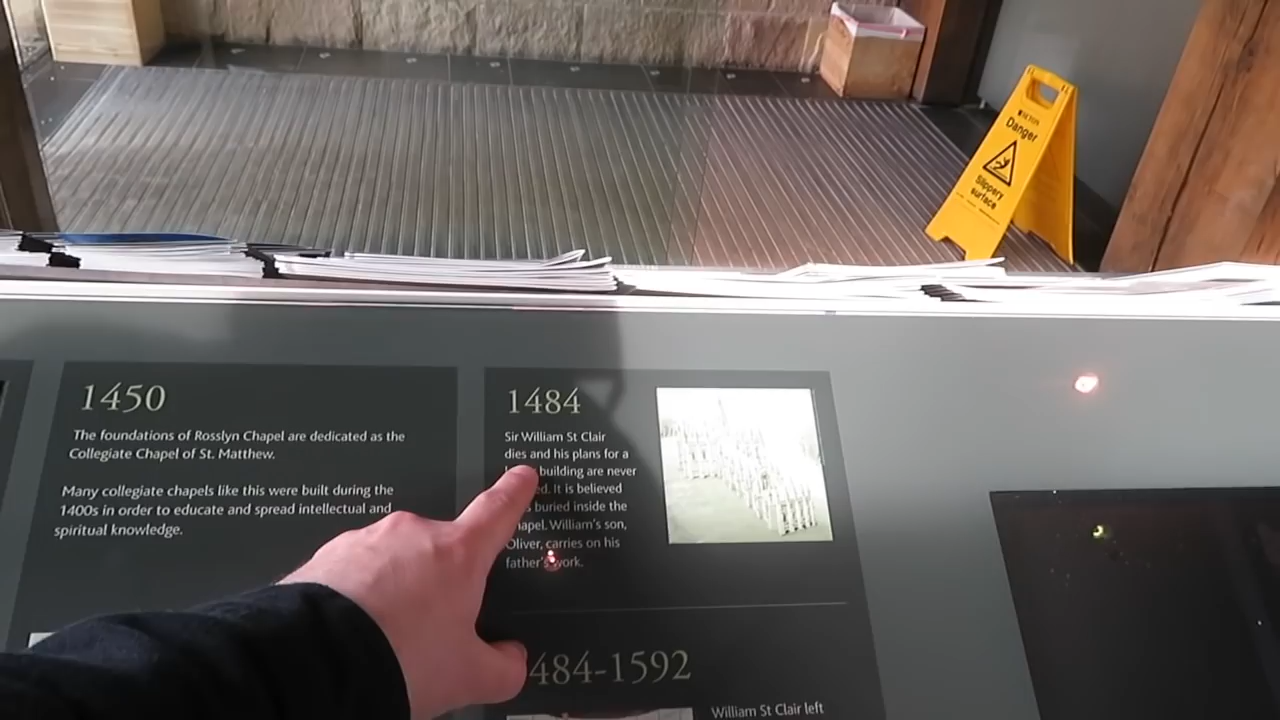 SETON
Danger
Slippery
surface
1450
The foundations of Rosslyn Chapel are dedicated as the
Collegiate Chapel of St. Matthew.
Many collegiate chapels like this were built during the
1400s in order to educate and spread intellectual and
spiritual knowledge.
1484
Sir William St Clair
dies and his plans for a
building are never
It is believed
buried inside the
William's son,
Oliver, carries on his
father's work.
484-1592
William St Clair left